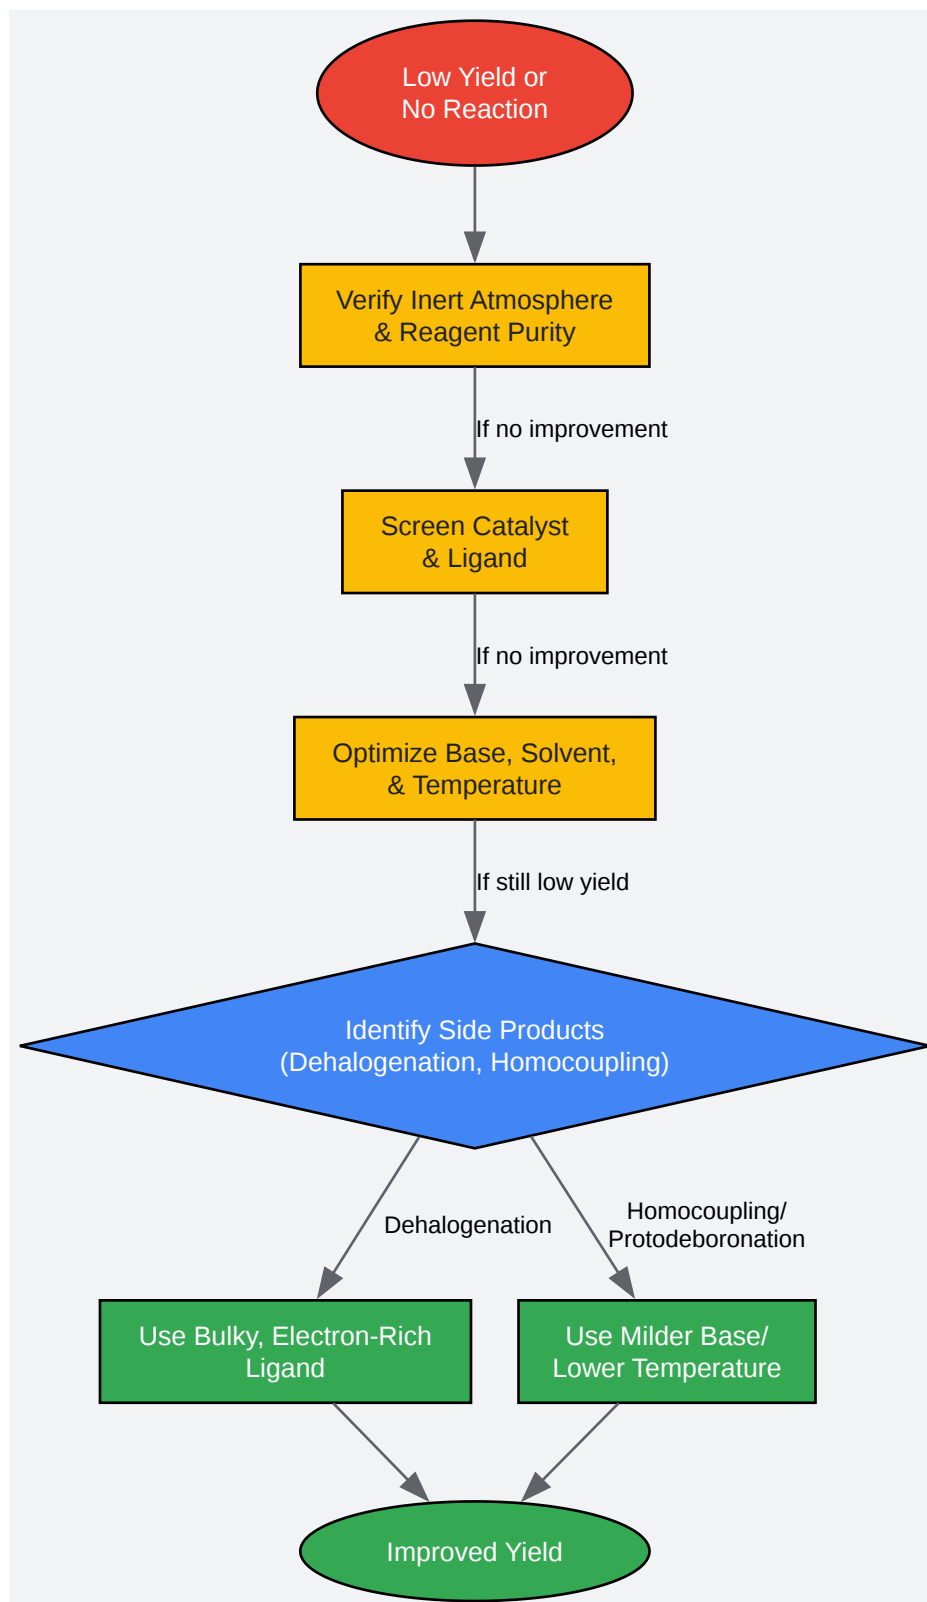 Low Yield or
No Reaction
Verify Inert Atmosphere
& Reagent Purity
If no improvement
Screen Catalyst
& Ligand
If no improvement
Optimize Base, Solvent,
& Temperature
If still low yield
Identify Side Products
(Dehalogenation, Homocoupling)
Dehalogenation
Homocoupling/
Protodeboronation
Use Bulky, Electron-Rich
Ligand
Use Milder Base/
Lower Temperature
Improved Yield